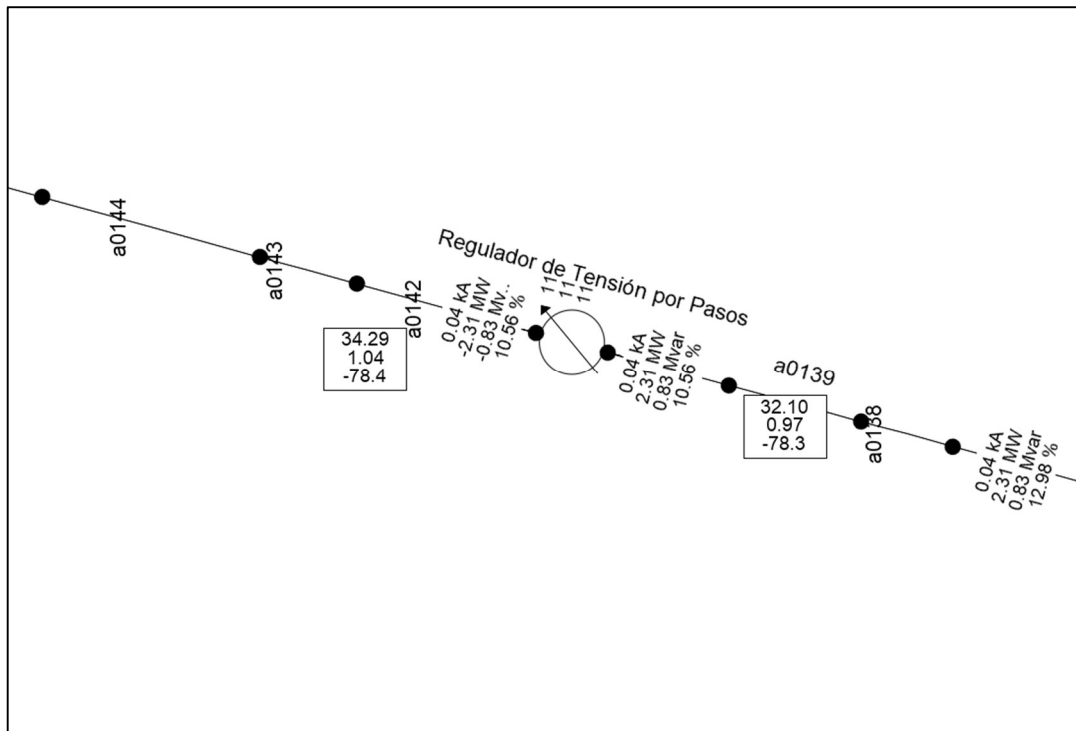 a0144
a0143
a0142
34.29
1.04
-78.4
0.04 kA
-2.31 MW
-0.83 Mv..
10.56 %
Regulador de Tensión por Pasos
11
11
11
0.04 kA
2.31 MW
0.83 Mvar
10.56 %
a0139
32.10
0.97
-78.3
a0138
0.04 kA
2.31 MW
0.83 Mvar
12.98 %